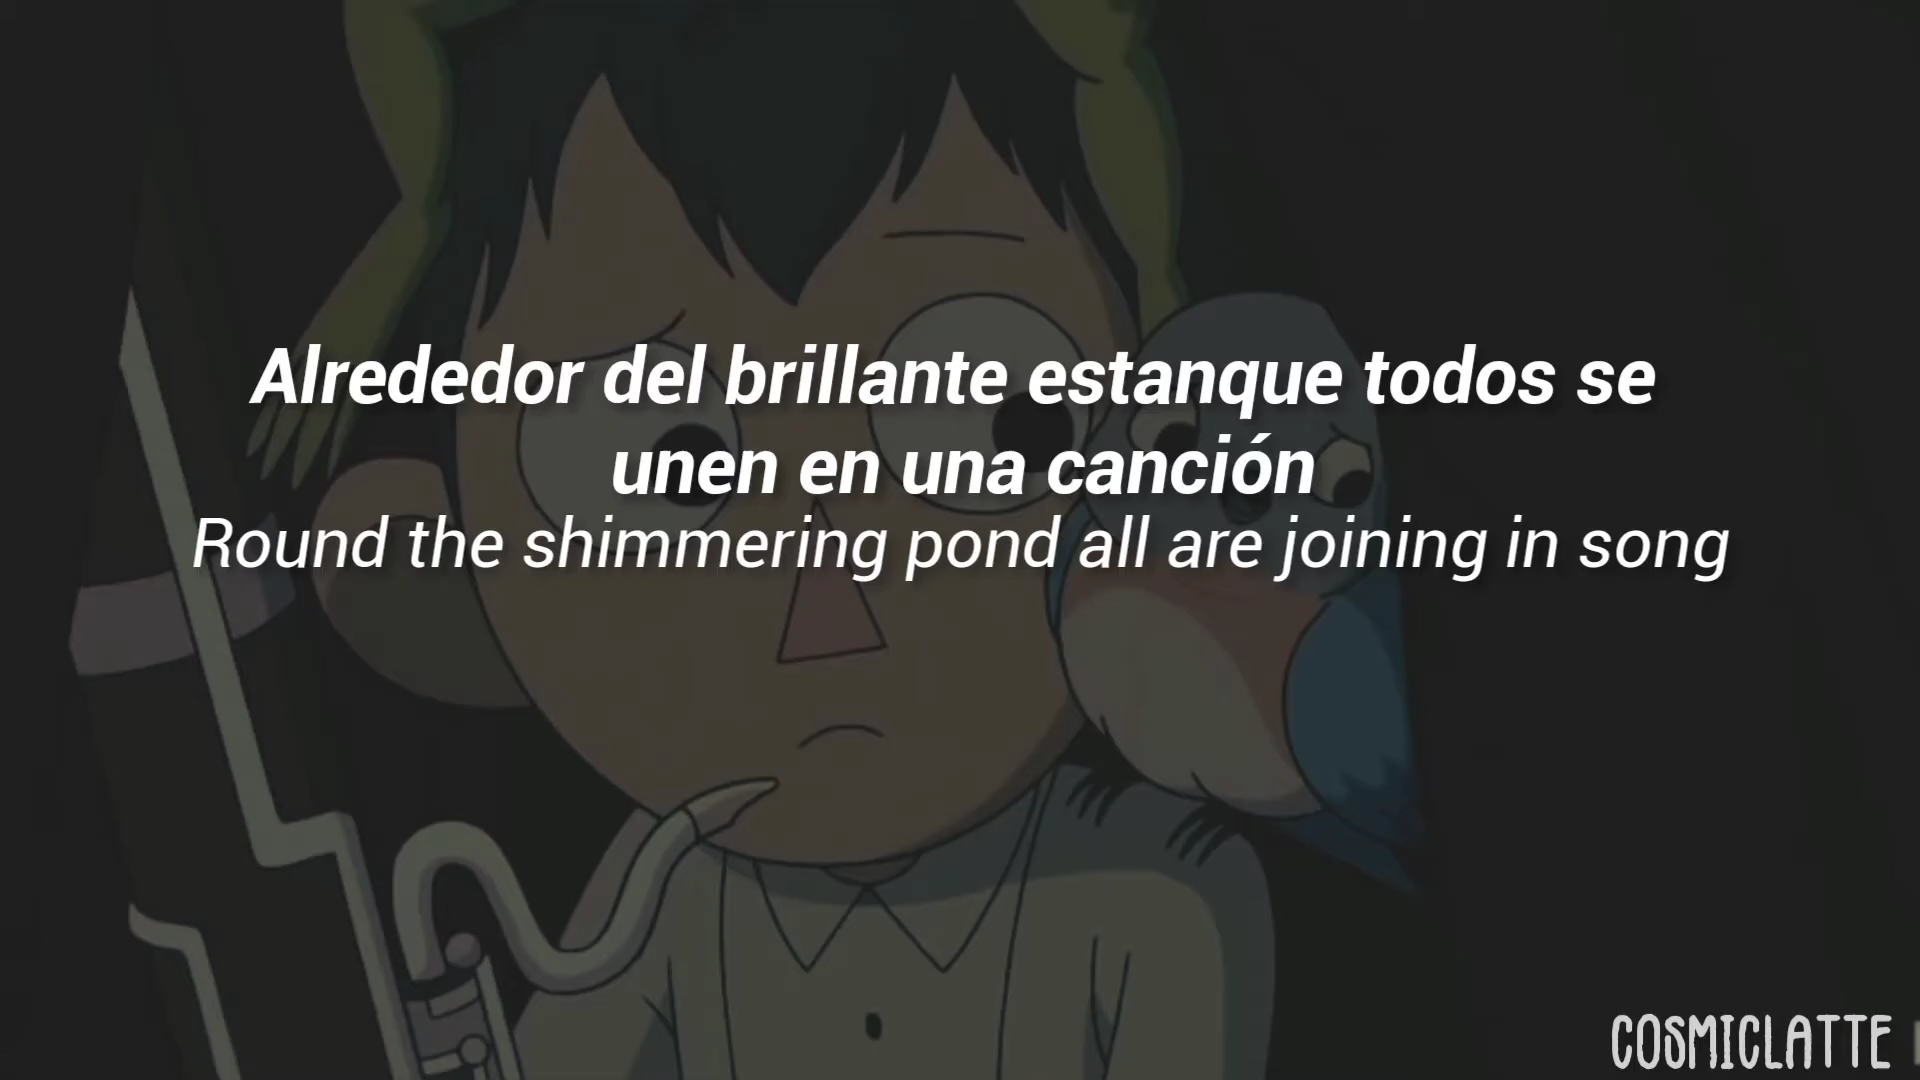 Alrededor del brillante estanque todos se
unen en una canción
Round the shimmering pond all are joining in song
COSMICLATTE